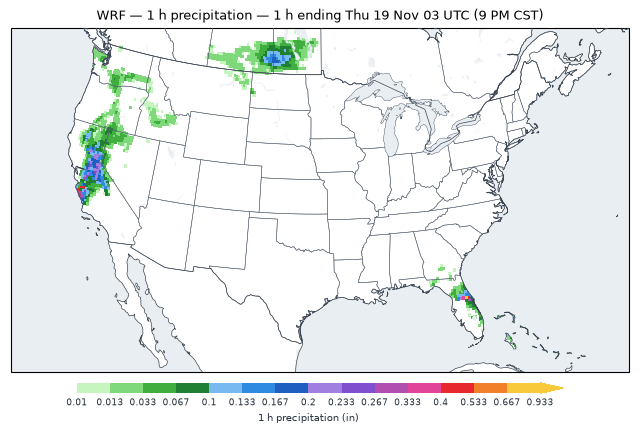 WRF — 1 h precipitation — 1 h ending Thu 19 Nov 03 UTC (9 PM CST)
0.01 0.013 0.033 0.067 0.1 0.133 0.167 0.2 0.233 0.267 0.333 0.4 0.533 0.667 0.933
1 h precipitation (in)